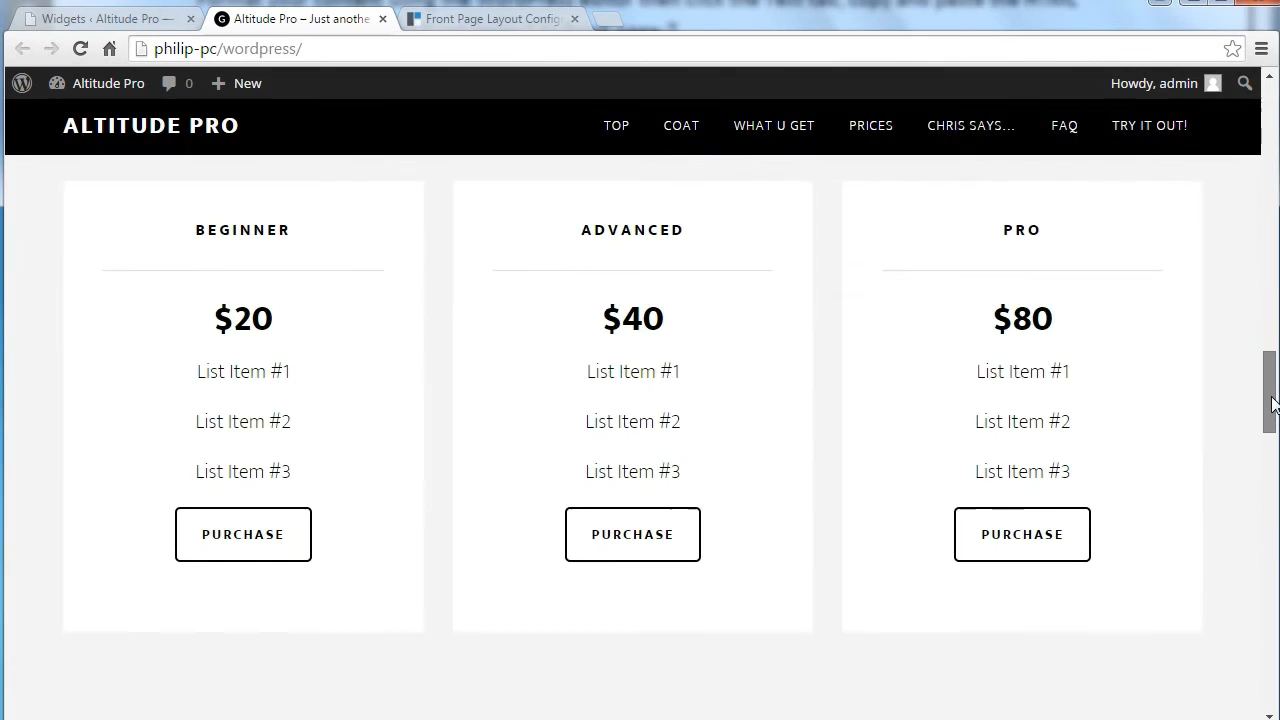 Widgets ‹ Altitude Pro —
Altitude Pro – Just anothe
Front Page Layout Config
philip-pc/wordpress/
Altitude Pro
0
New
Howdy, admin
ALTITUDE PRO
TOP
COAT
WHAT U GET
PRICES
CHRIS SAYS...
FAQ
TRY IT OUT!
BEGINNER
$20
List Item #1
List Item #2
List Item #3
PURCHASE
ADVANCED
$40
List Item #1
List Item #2
List Item #3
PURCHASE
PRO
$80
List Item #1
List Item #2
List Item #3
PURCHASE